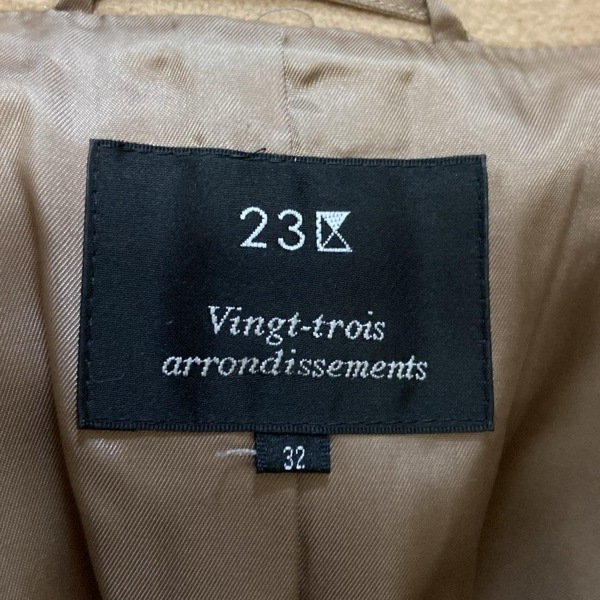 23区
Vingt-trois
arrondissements
32